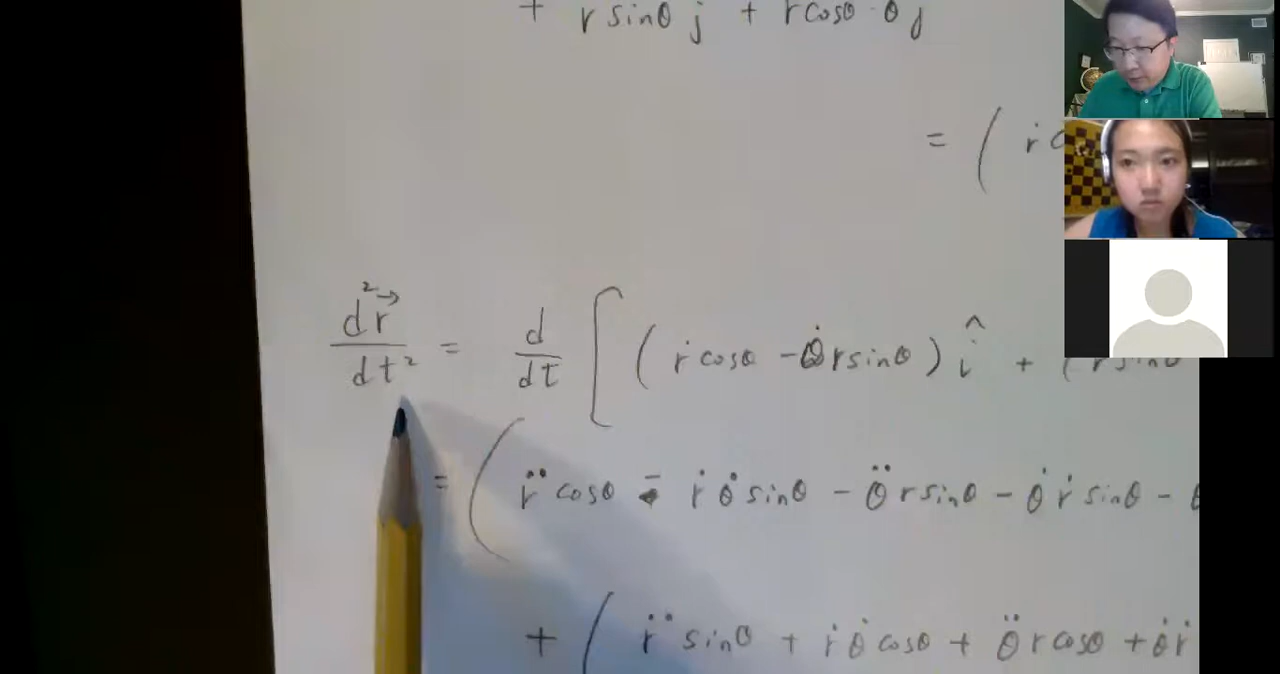 + r sinθ j + r cosθ · θ j
= ( ṙ c
d²r⃗/dt² = d/dt [ ( ṙ cosθ - θ̇ r sinθ ) î + ( r sinθ
= ( r̈ cosθ - ṙ θ̇ sinθ - θ̈ r sinθ - θ̇ ṙ sinθ -
+ ( r̈ sinθ + ṙ θ̇ cosθ + θ̈ r cosθ + θ̇ ṙ